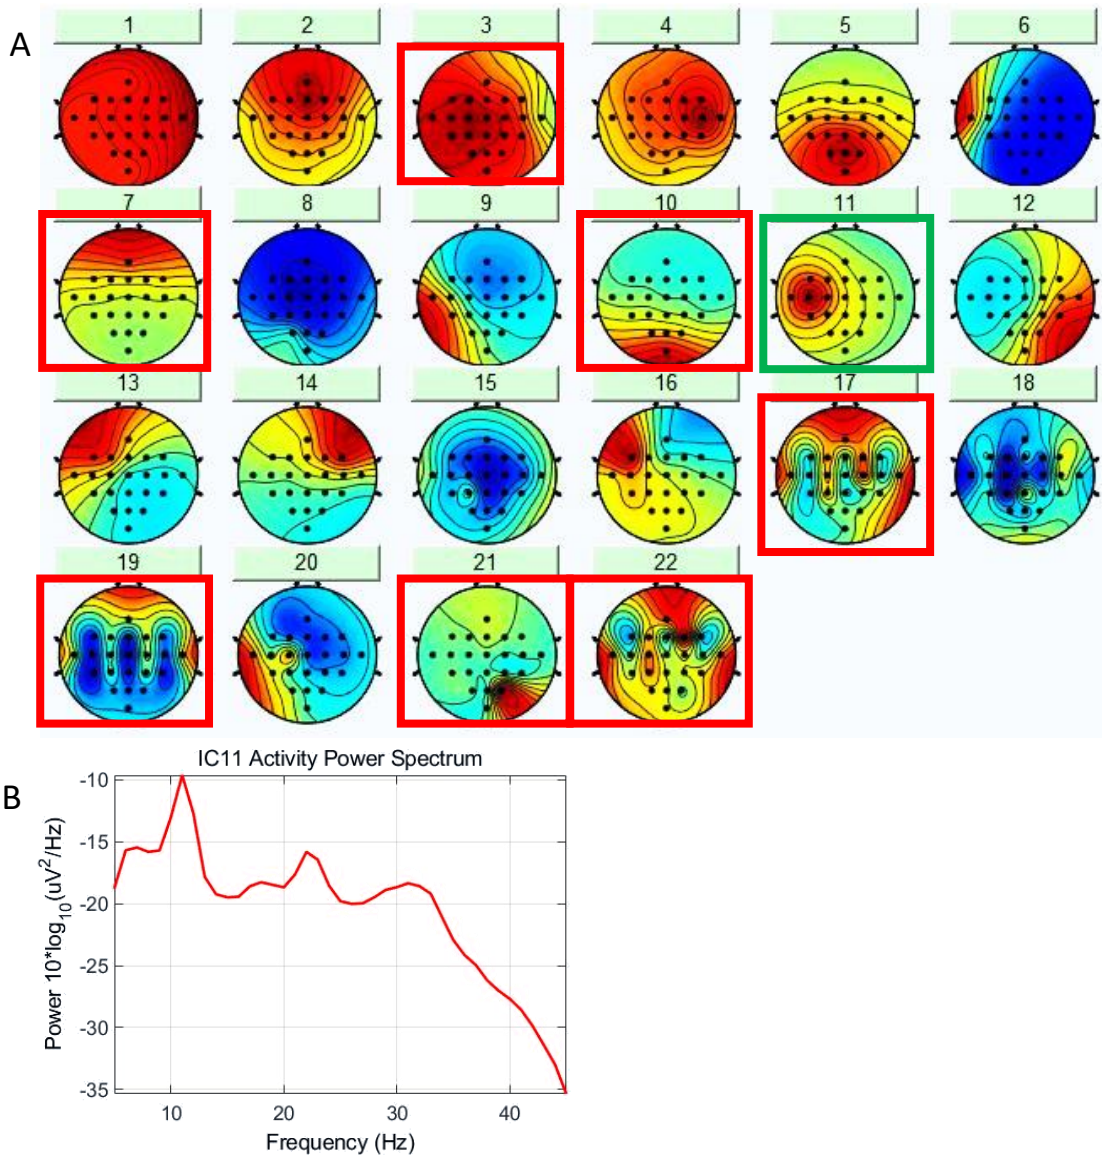 A
1 2 3 4 5 6
7 8 9 10 11 12
13 14 15 16 17 18
19 20 21 22
B
IC11 Activity Power Spectrum
Power 10*log10(uV2/Hz)
-10
-15
-20
-25
-30
-35
10 20 30 40
Frequency (Hz)